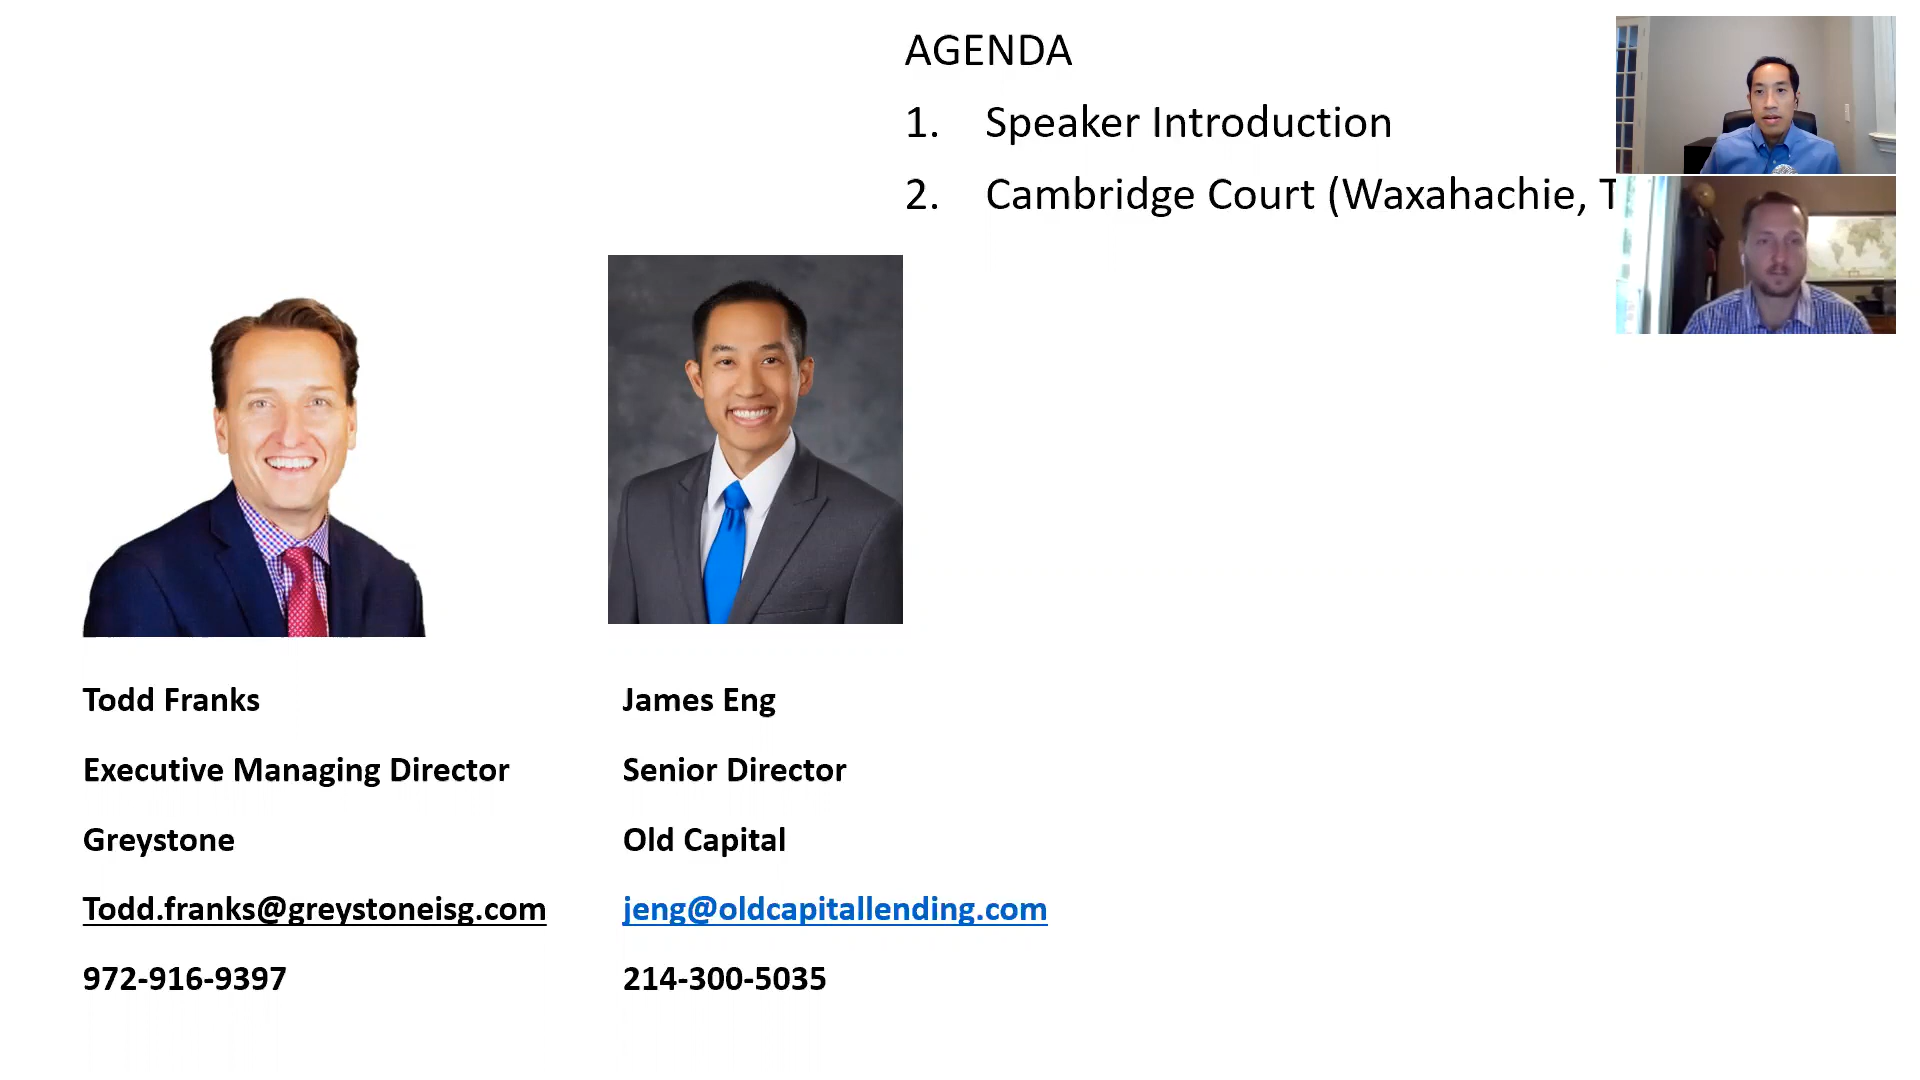 AGENDA
1. Speaker Introduction
2. Cambridge Court (Waxahachie, T
Todd Franks
Executive Managing Director
Greystone
Todd.franks@greystoneisg.com
972-916-9397
James Eng
Senior Director
Old Capital
jeng@oldcapitallending.com
214-300-5035